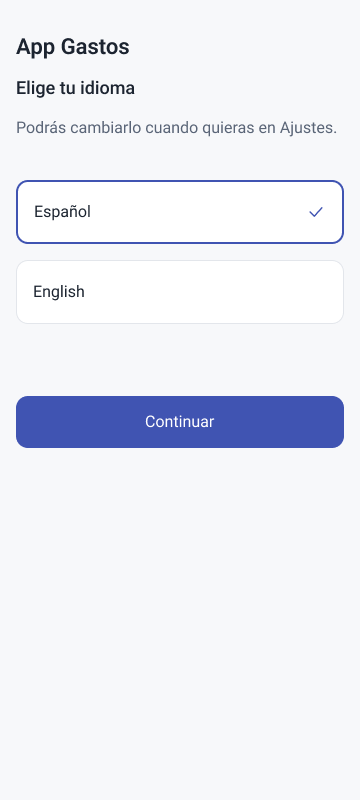 App Gastos
Elige tu idioma
Podrás cambiarlo cuando quieras en Ajustes.
Español
English
Continuar